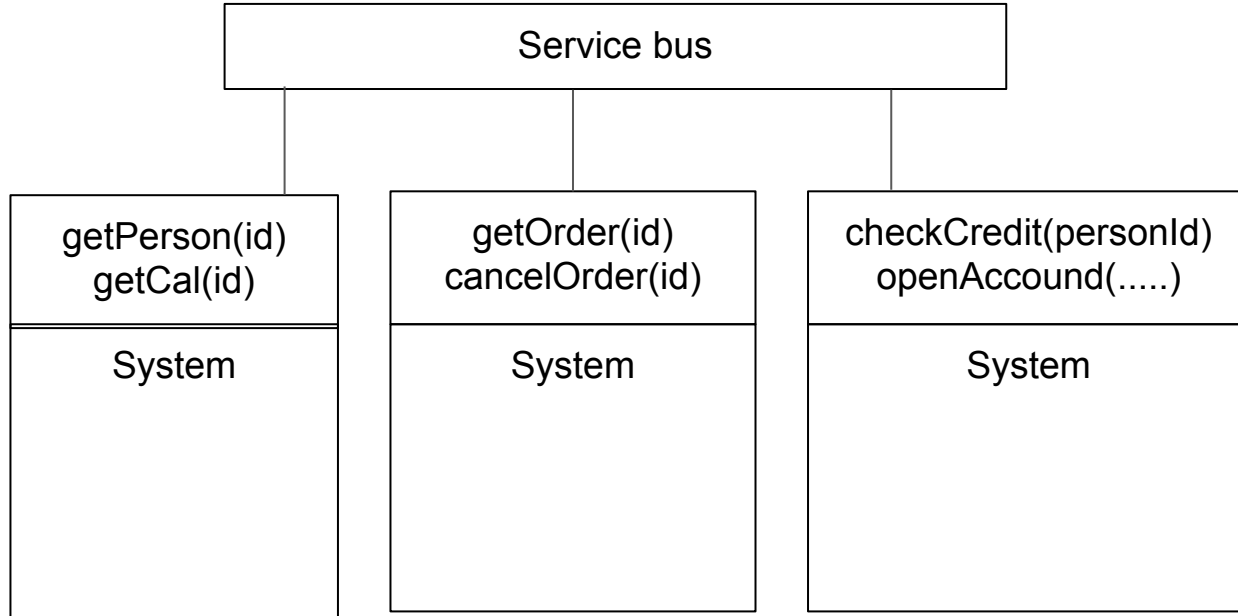 Service bus
getPerson(id)
getCal(id)
System
getOrder(id)
cancelOrder(id)
System
checkCredit(personId)
openAccound(.....)
System